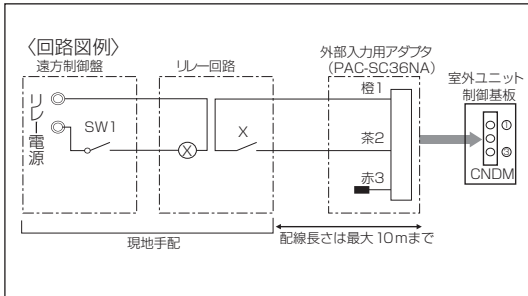 〈回路図例〉
遠方制御盤
リレー回路
外部入力用アダプタ
(PAC-SC36NA)
室外ユニット
制御基板
リレー電源
SW1
X
X
橙1
茶2
赤3
①
③
CNDM
現地手配
配線長さは最大10mまで